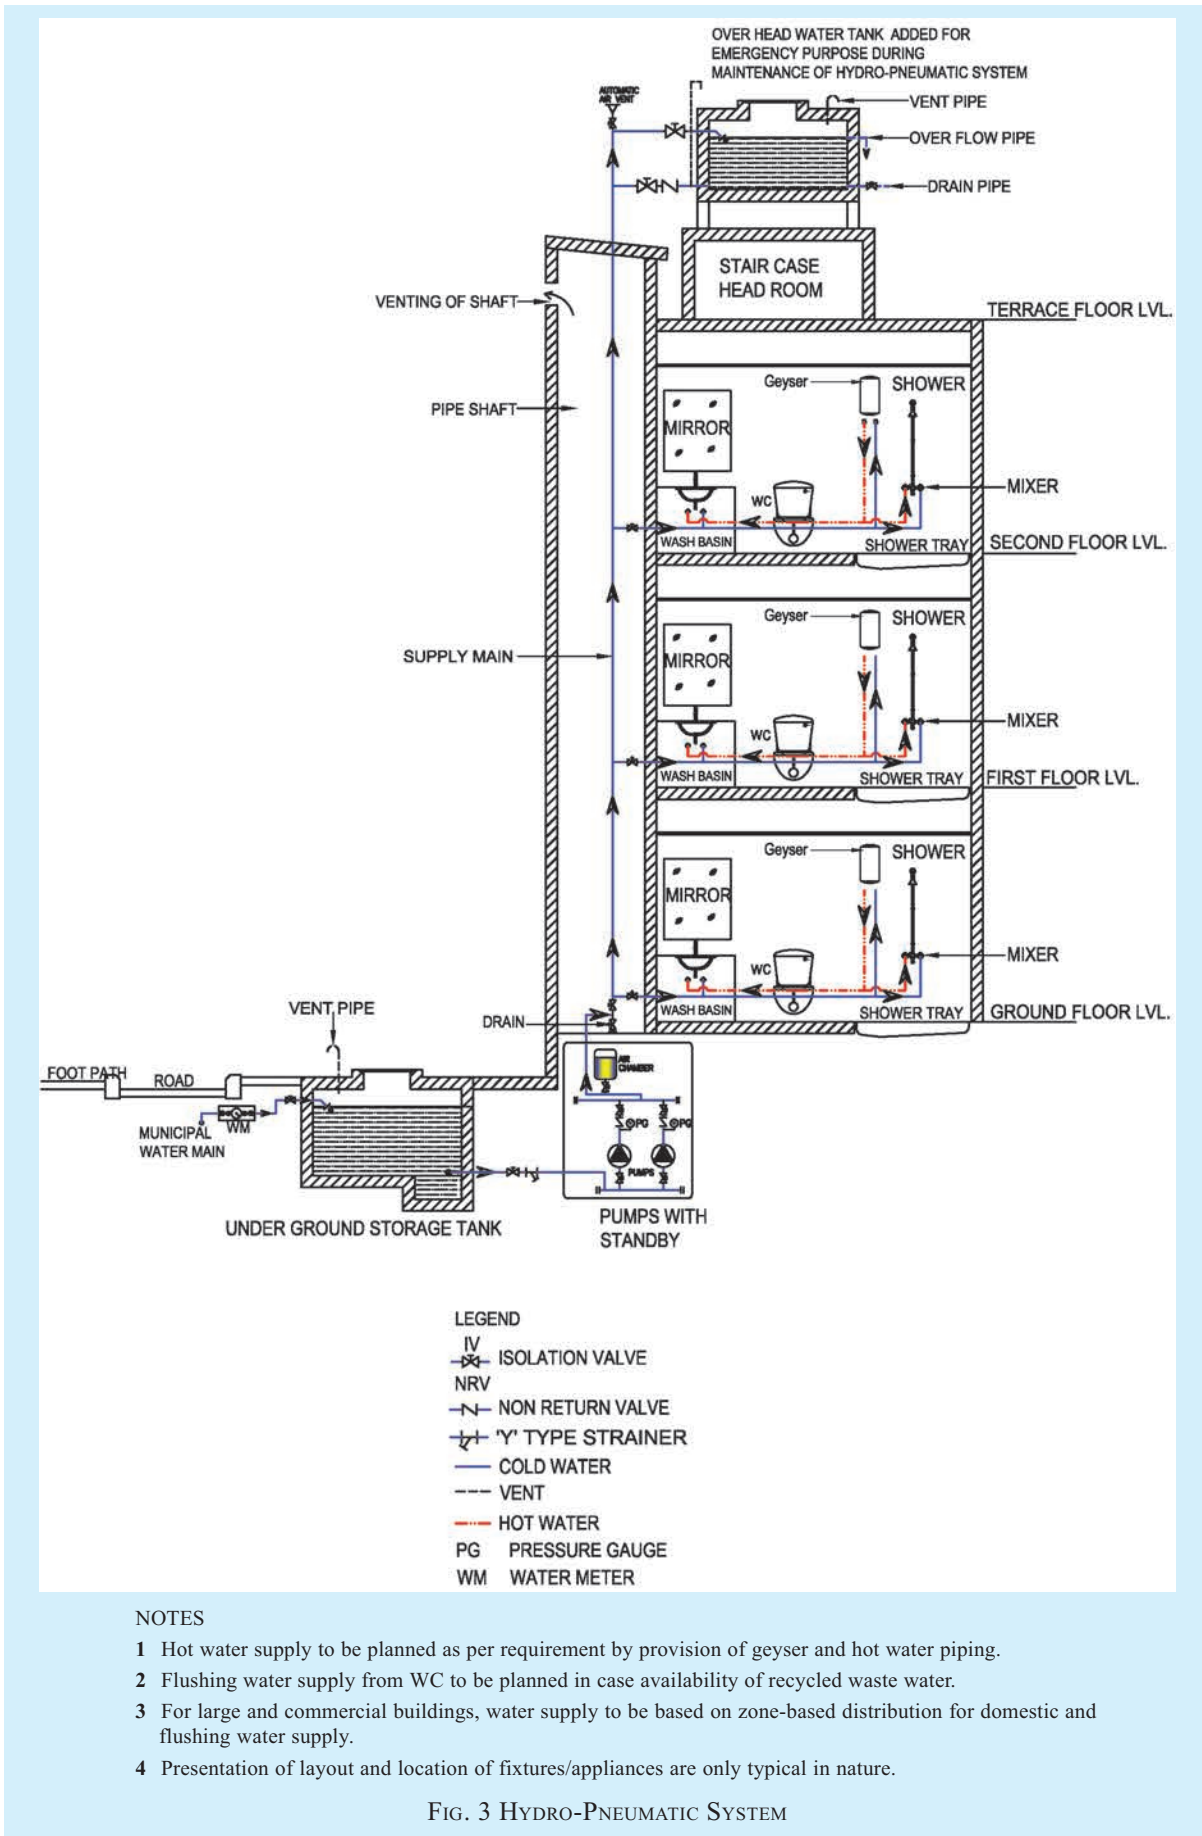 OVER HEAD WATER TANK ADDED FOR
EMERGENCY PURPOSE DURING
MAINTENANCE OF HYDRO-PNEUMATIC SYSTEM
AUTOMATIC
AIR VENT
VENT PIPE
OVER FLOW PIPE
DRAIN PIPE
STAIR CASE
HEAD ROOM
VENTING OF SHAFT
TERRACE FLOOR LVL.
PIPE SHAFT
Geyser
SHOWER
MIRROR
WC
MIXER
WASH BASIN
SHOWER TRAY
SECOND FLOOR LVL.
SUPPLY MAIN
Geyser
SHOWER
MIRROR
WC
MIXER
WASH BASIN
SHOWER TRAY
FIRST FLOOR LVL.
Geyser
SHOWER
MIRROR
WC
MIXER
WASH BASIN
SHOWER TRAY
GROUND FLOOR LVL.
VENT PIPE
DRAIN
AIR
CHAMBER
FOOT PATH
ROAD
WM
MUNICIPAL
WATER MAIN
PG
PG
PUMPS
UNDER GROUND STORAGE TANK
PUMPS WITH
STANDBY
LEGEND
IV
ISOLATION VALVE
NRV
NON RETURN VALVE
'Y' TYPE STRAINER
COLD WATER
VENT
HOT WATER
PG PRESSURE GAUGE
WM WATER METER
NOTES
1 Hot water supply to be planned as per requirement by provision of geyser and hot water piping.
2 Flushing water supply from WC to be planned in case availability of recycled waste water.
3 For large and commercial buildings, water supply to be based on zone-based distribution for domestic and
flushing water supply.
4 Presentation of layout and location of fixtures/appliances are only typical in nature.
FIG. 3 HYDRO-PNEUMATIC SYSTEM